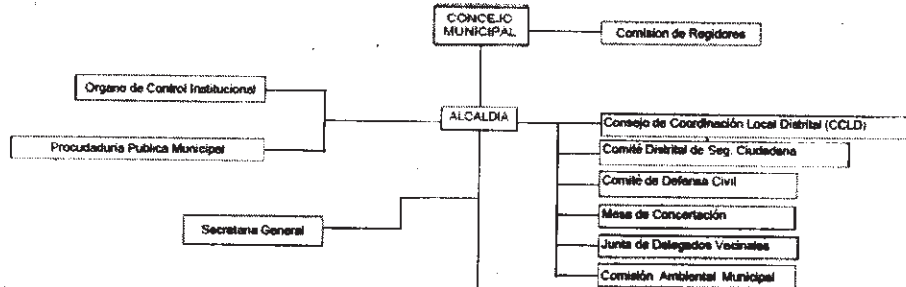 CONCEJO
MUNICIPAL
Comision de Regidores
Organo de Control Institucional
ALCALDIA
Procudaduria Publica Municipal
Consejo de Coordinación Local Distrital (CCLD)
Comité Distrital de Seg. Ciudadana
Comité de Defensa Civil
Mesa de Concertación
Secretaria General
Junta de Delegados Vecinales
Comisión Ambiental Municipal